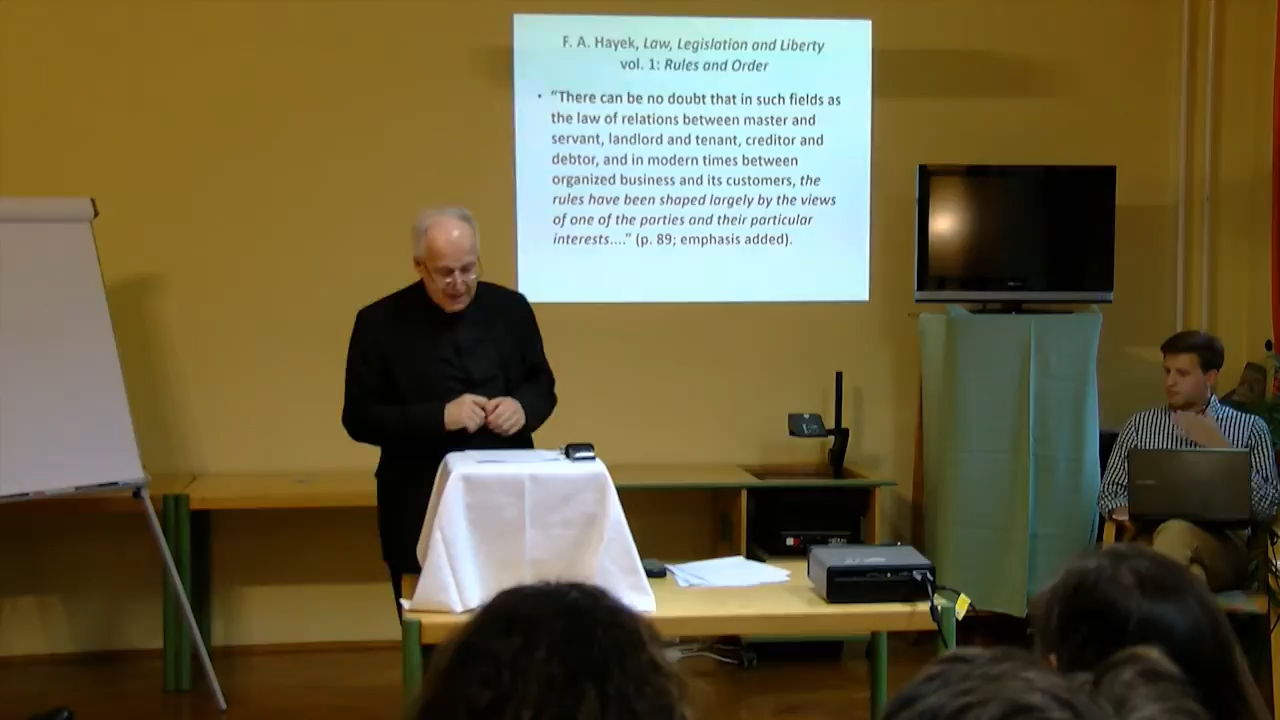 F. A. Hayek, Law, Legislation and Liberty
vol. 1: Rules and Order
• “There can be no doubt that in such fields as
the law of relations between master and
servant, landlord and tenant, creditor and
debtor, and in modern times between
organized business and its customers, the
rules have been shaped largely by the views
of one of the parties and their particular
interests....” (p. 89; emphasis added).